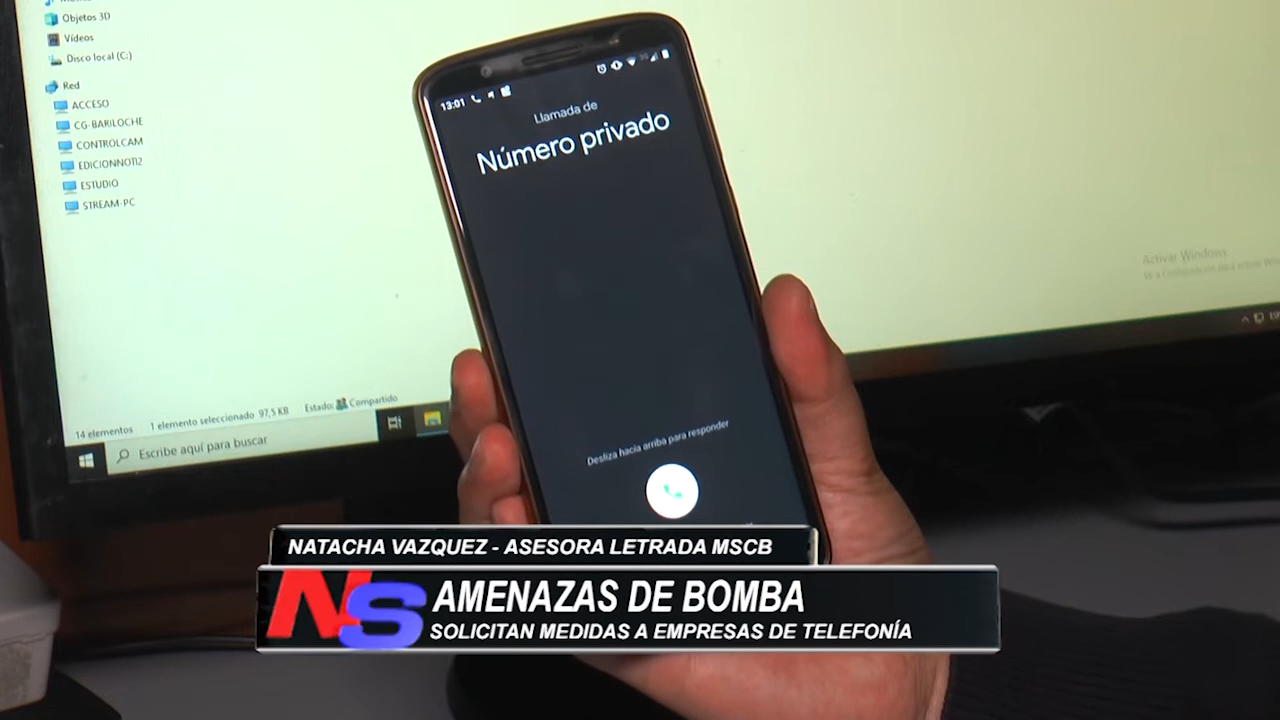 Objetos 3D
Vídeos
Disco local (C:)
Red
ACCESO
CG-BARILOCHE
CONTROLCAM
EDICIONNOTI2
ESTUDIO
STREAM-PC
14 elementos
1 elemento seleccionado 97,5 KB
Estado:
Compartido
Escribe aquí para buscar
Activar Windows
13:01
Llamada de
Número privado
Desliza hacia arriba para responder
NATACHA VAZQUEZ - ASESORA LETRADA MSCB
NS
AMENAZAS DE BOMBA
SOLICITAN MEDIDAS A EMPRESAS DE TELEFONÍA